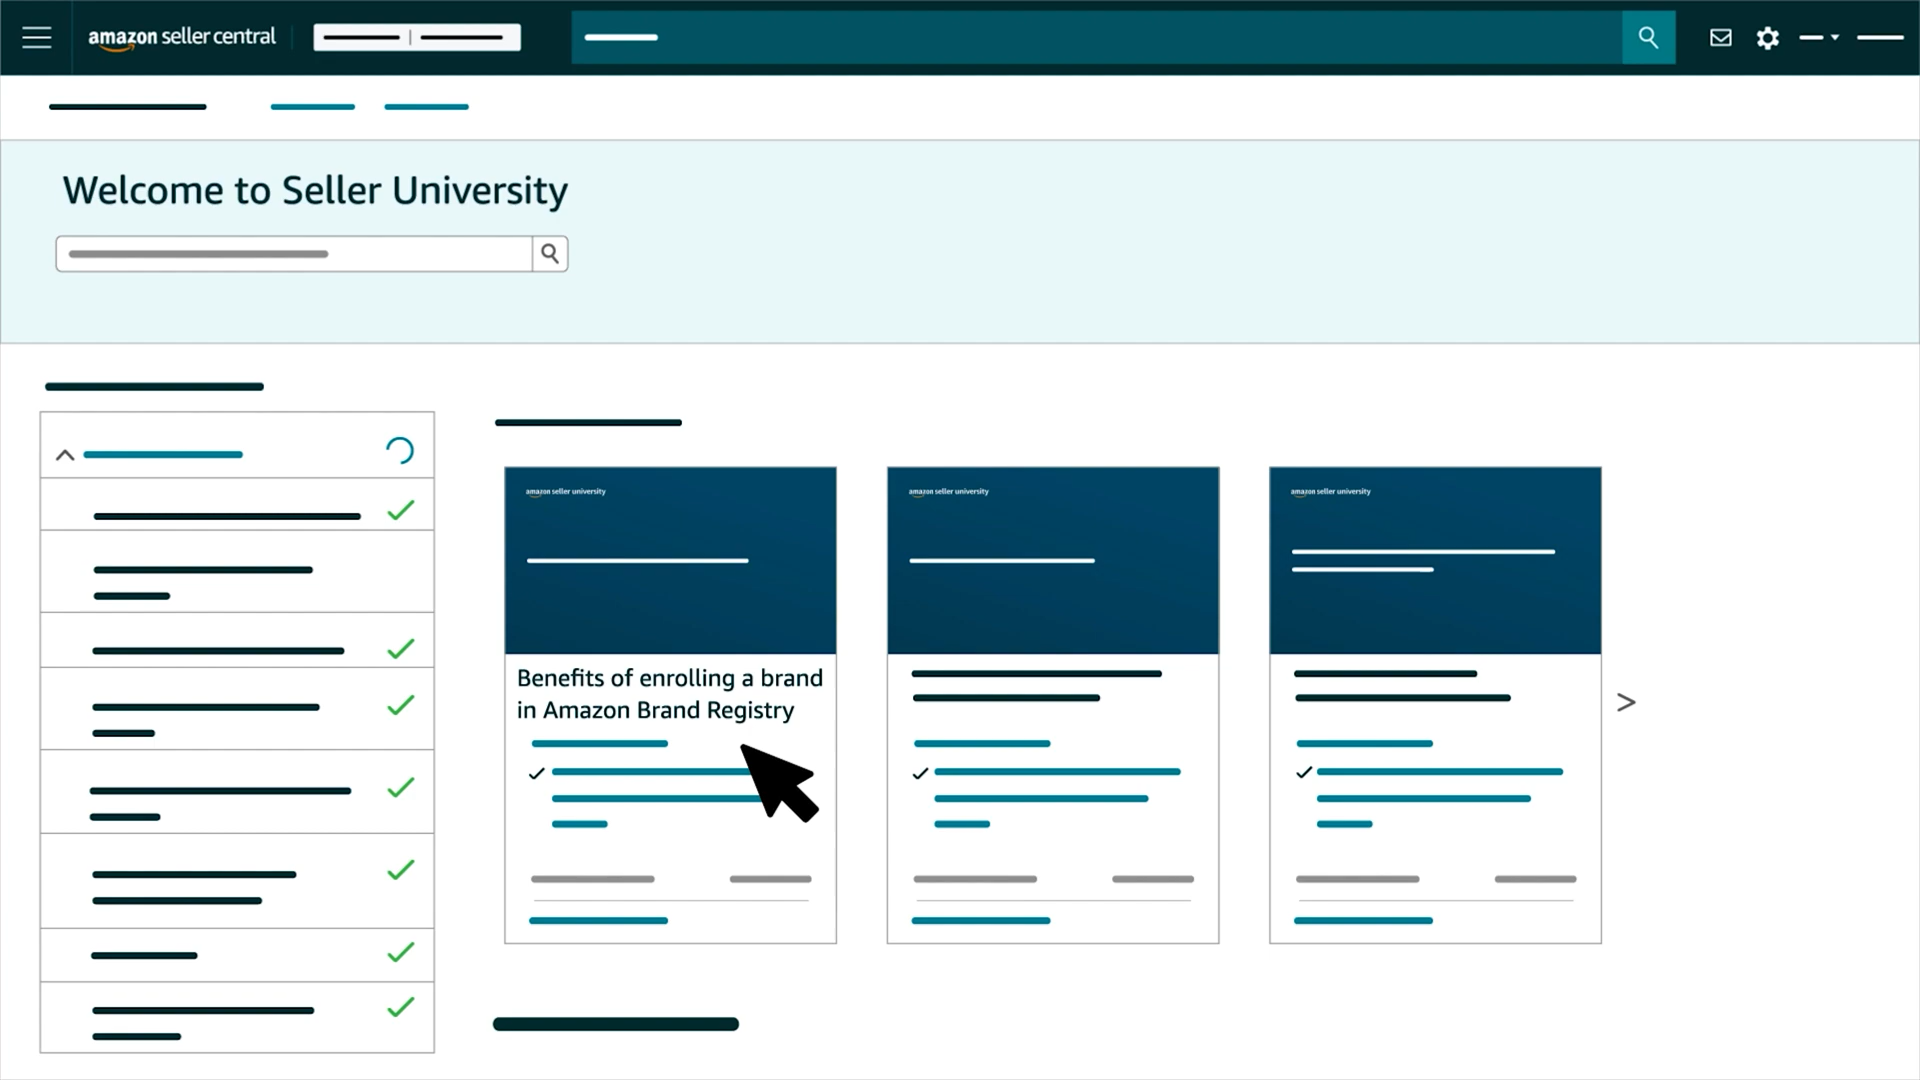 amazon seller central
Welcome to Seller University
amazon seller university
amazon seller university
amazon seller university
Benefits of enrolling a brand
in Amazon Brand Registry